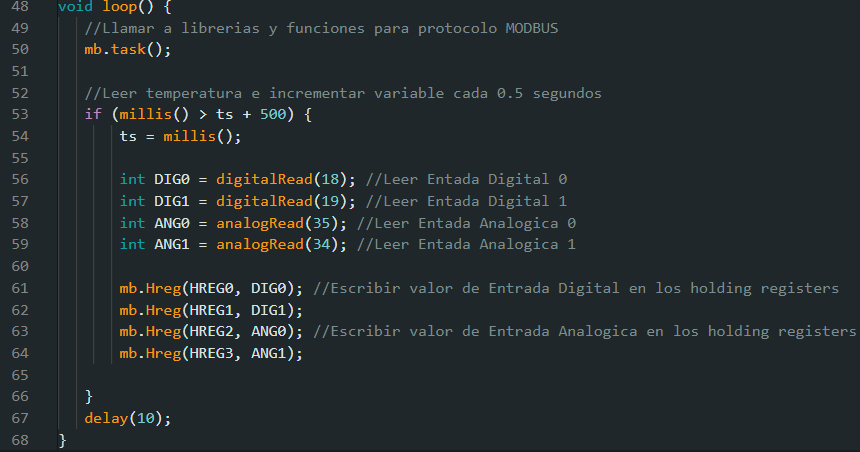 48 void loop() {
49 //Llamar a librerias y funciones para protocolo MODBUS
50 mb.task();
51
52 //Leer temperatura e incrementar variable cada 0.5 segundos
53 if (millis() > ts + 500) {
54 ts = millis();
55
56 int DIG0 = digitalRead(18); //Leer Entada Digital 0
57 int DIG1 = digitalRead(19); //Leer Entada Digital 1
58 int ANG0 = analogRead(35); //Leer Entada Analogica 0
59 int ANG1 = analogRead(34); //Leer Entada Analogica 1
60
61 mb.Hreg(HREG0, DIG0); //Escribir valor de Entrada Digital en los holding registers
62 mb.Hreg(HREG1, DIG1);
63 mb.Hreg(HREG2, ANG0); //Escribir valor de Entrada Analogica en los holding registers
64 mb.Hreg(HREG3, ANG1);
65
66 }
67 delay(10);
68 }